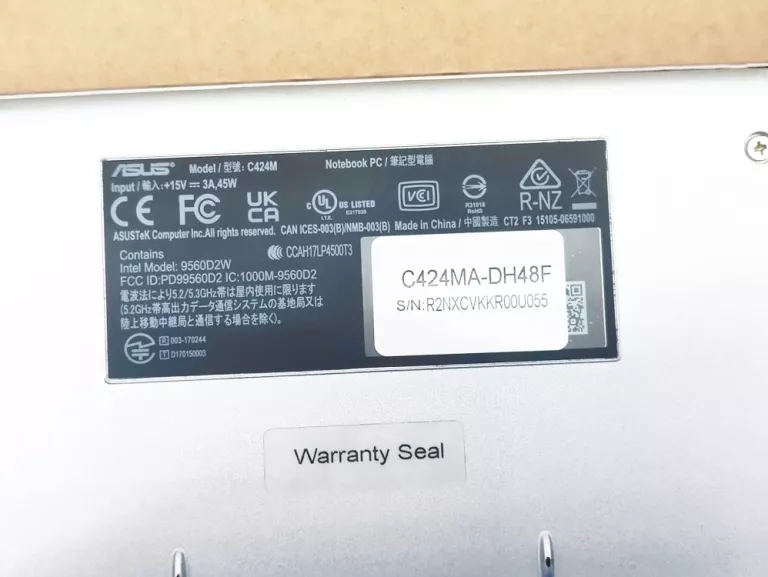 ASUS Model / 型號: C424M Notebook PC / 筆記型電腦
Input / 輸入: +15V ⎓ 3A, 45W
CE FC UK CA UL US LISTED I.T.E. E317530 VCI R31018 RoHS R-NZ
ASUSTeK Computer Inc.All rights reserved. CAN ICES-003(B)/NMB-003(B) Made in China / 中國製造 CT2 F3 15105-06591000
Contains
CCAH17LP4500T3
Intel Model: 9560D2W
FCC ID:PD99560D2 IC:1000M-9560D2
電波法により5.2/5.3GHz帯は屋内使用に限ります
(5.2GHz帯高出力データ通信システムの基地局又は
陸上移動中継局と通信する場合を除く)。
R 003-170244
T D170150003
C424MA-DH48F
S/N:R2NXCVKKR00U055
Warranty Seal